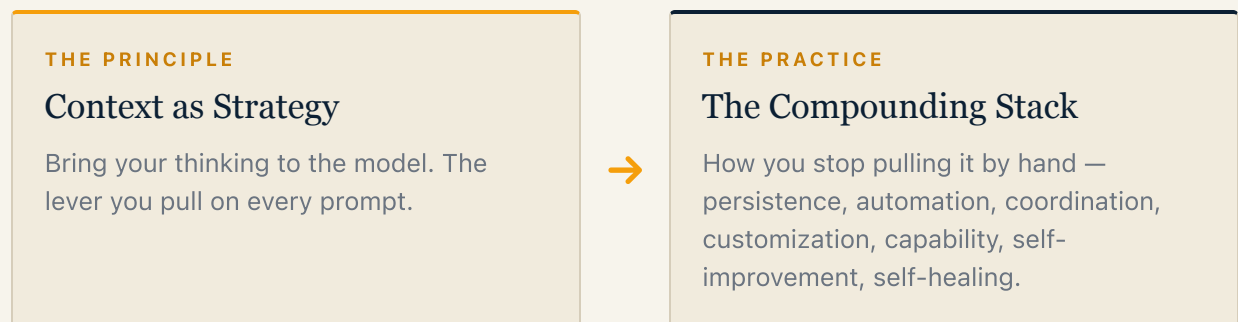 THE PRINCIPLE
Context as Strategy
Bring your thinking to the model. The
lever you pull on every prompt.
THE PRACTICE
The Compounding Stack
How you stop pulling it by hand —
persistence, automation, coordination,
customization, capability, self-
improvement, self-healing.